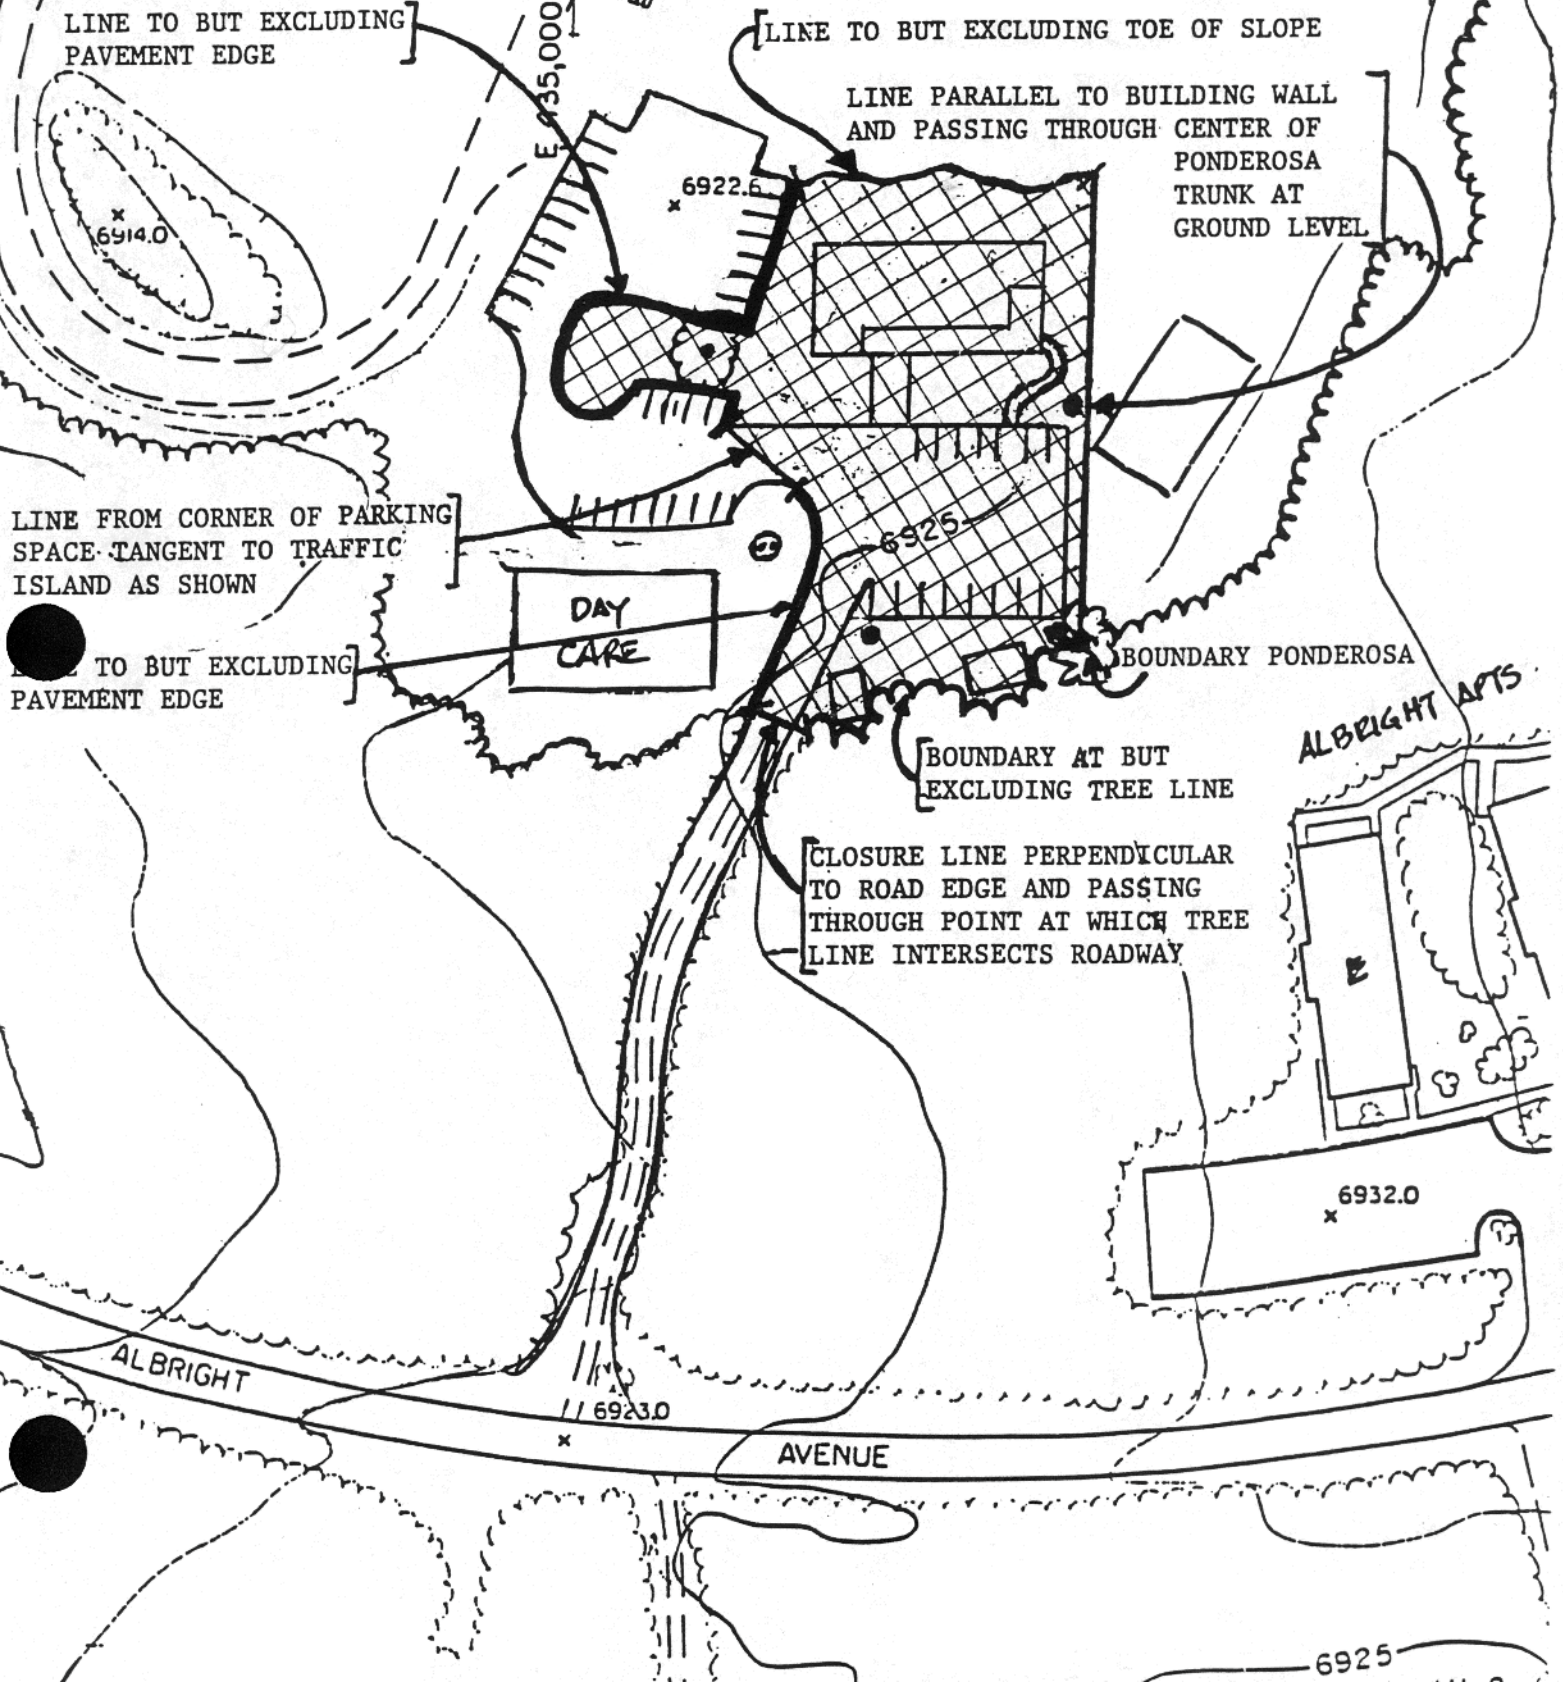 LINE TO BUT EXCLUDING
PAVEMENT EDGE
E 935,000
LINE TO BUT EXCLUDING TOE OF SLOPE
LINE PARALLEL TO BUILDING WALL
AND PASSING THROUGH CENTER OF
PONDEROSA
TRUNK AT
GROUND LEVEL
6922.6
6914.0
LINE FROM CORNER OF PARKING
SPACE TANGENT TO TRAFFIC
ISLAND AS SHOWN
6925
DAY
CARE
TO BUT EXCLUDING
PAVEMENT EDGE
BOUNDARY PONDEROSA
ALBRIGHT APTS.
BOUNDARY AT BUT
EXCLUDING TREE LINE
CLOSURE LINE PERPENDICULAR
TO ROAD EDGE AND PASSING
THROUGH POINT AT WHICH TREE
LINE INTERSECTS ROADWAY
E
6932.0
ALBRIGHT
6923.0
AVENUE
6925